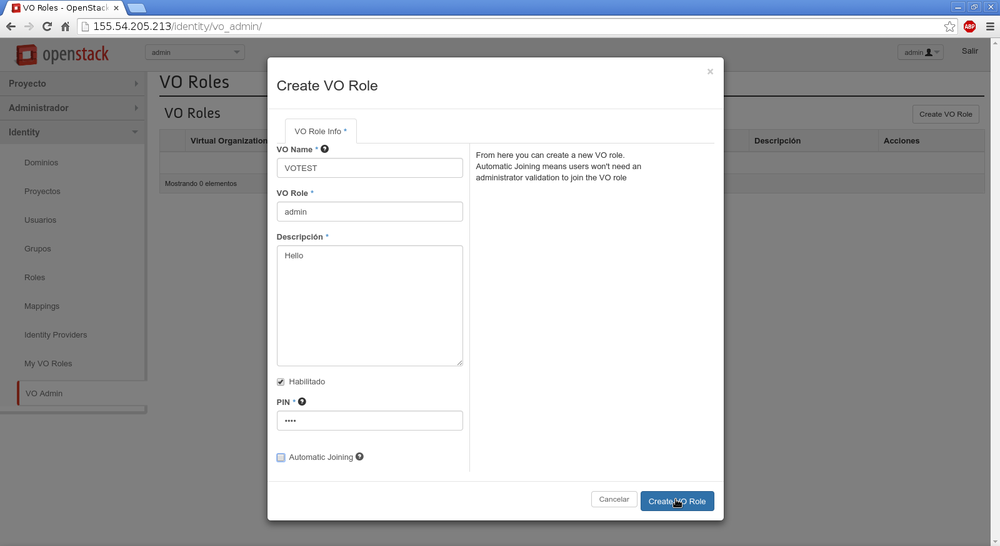 VO Roles - OpenStack
155.54.205.213/identity/vo_admin/
ABP
openstack
admin
admin
Salir
Proyecto
Administrador
Identity
Dominios
Proyectos
Usuarios
Grupos
Roles
Mappings
Identity Providers
My VO Roles
VO Admin
VO Roles
VO Roles
Create VO Role
Virtual Organization
Descripción
Acciones
Mostrando 0 elementos
Create VO Role
×
VO Role Info *
VO Name *
VOTEST
VO Role *
admin
Descripción *
Hello
Habilitado
PIN *
••••
Automatic Joining
From here you can create a new VO role.
Automatic Joining means users won't need an
administrator validation to join the VO role
Cancelar
Create VO Role